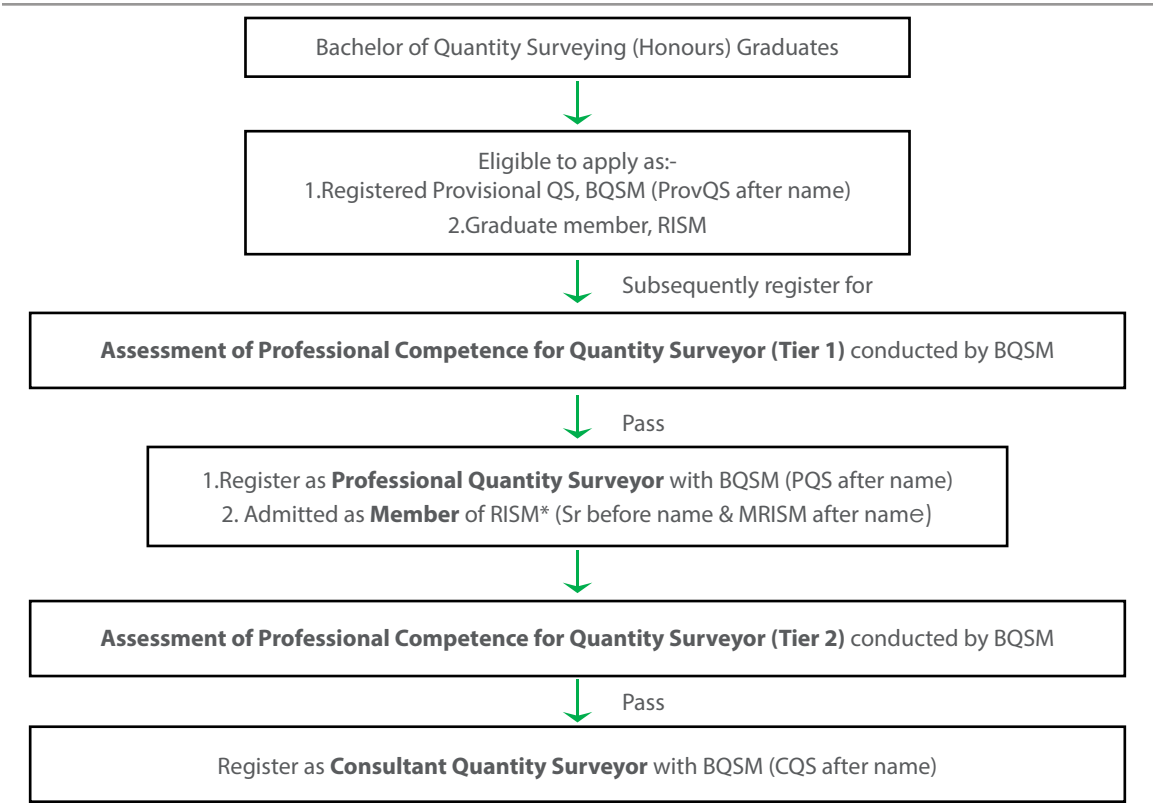 Bachelor of Quantity Surveying (Honours) Graduates
Eligible to apply as:-
1.Registered Provisional QS, BQSM (ProvQS after name)
2.Graduate member, RISM
Subsequently register for
Assessment of Professional Competence for Quantity Surveyor (Tier 1) conducted by BQSM
Pass
1.Register as Professional Quantity Surveyor with BQSM (PQS after name)
2. Admitted as Member of RISM* (Sr before name & MRISM after name)
Assessment of Professional Competence for Quantity Surveyor (Tier 2) conducted by BQSM
Pass
Register as Consultant Quantity Surveyor with BQSM (CQS after name)